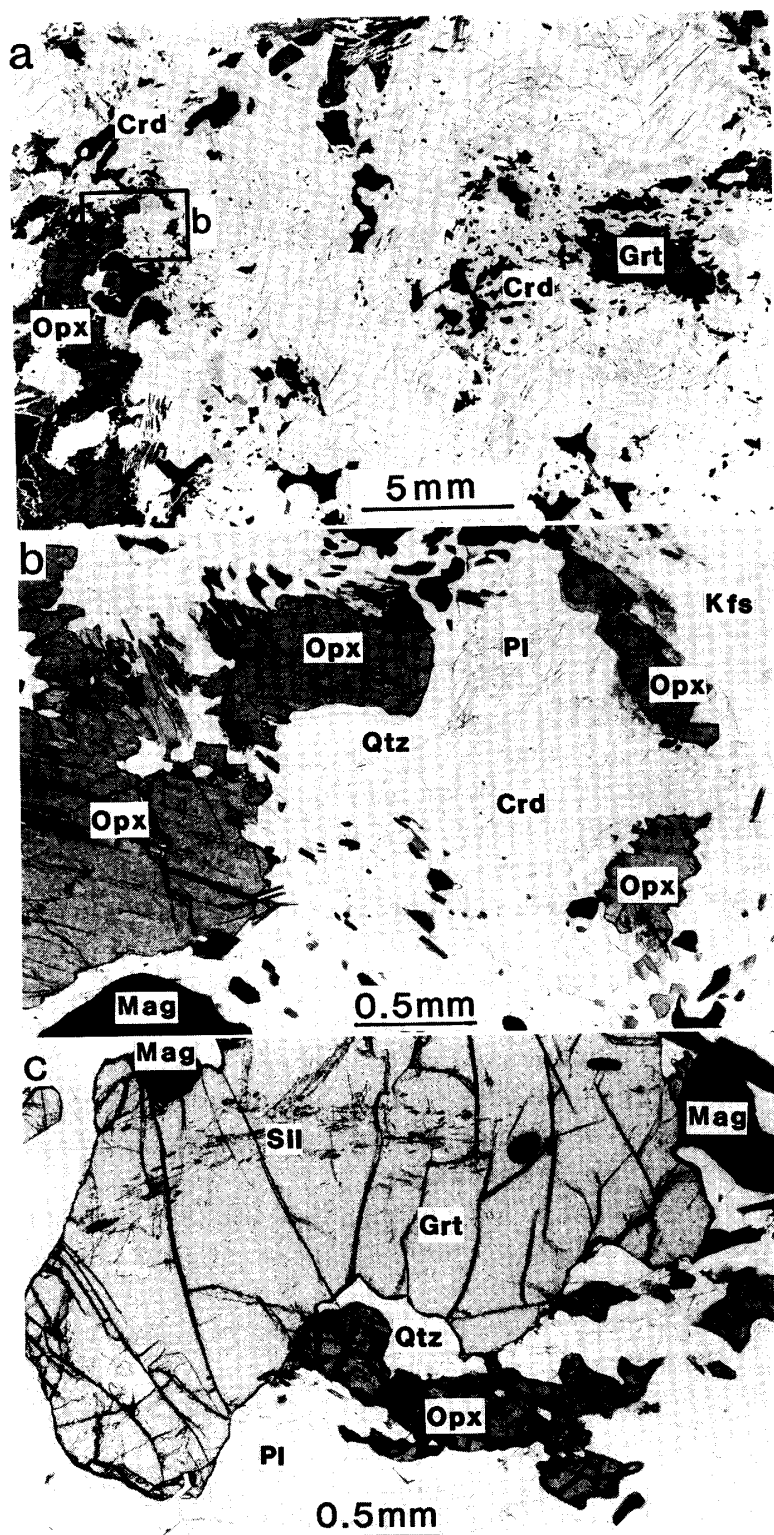 a
Crd
b
Grt
Crd
Opx
5mm
b
Kfs
Opx
Pl
Opx
Qtz
Crd
Opx
Opx
0.5mm
Mag
c
Mag
Mag
Sll
Grt
Qtz
Opx
Pl
0.5mm